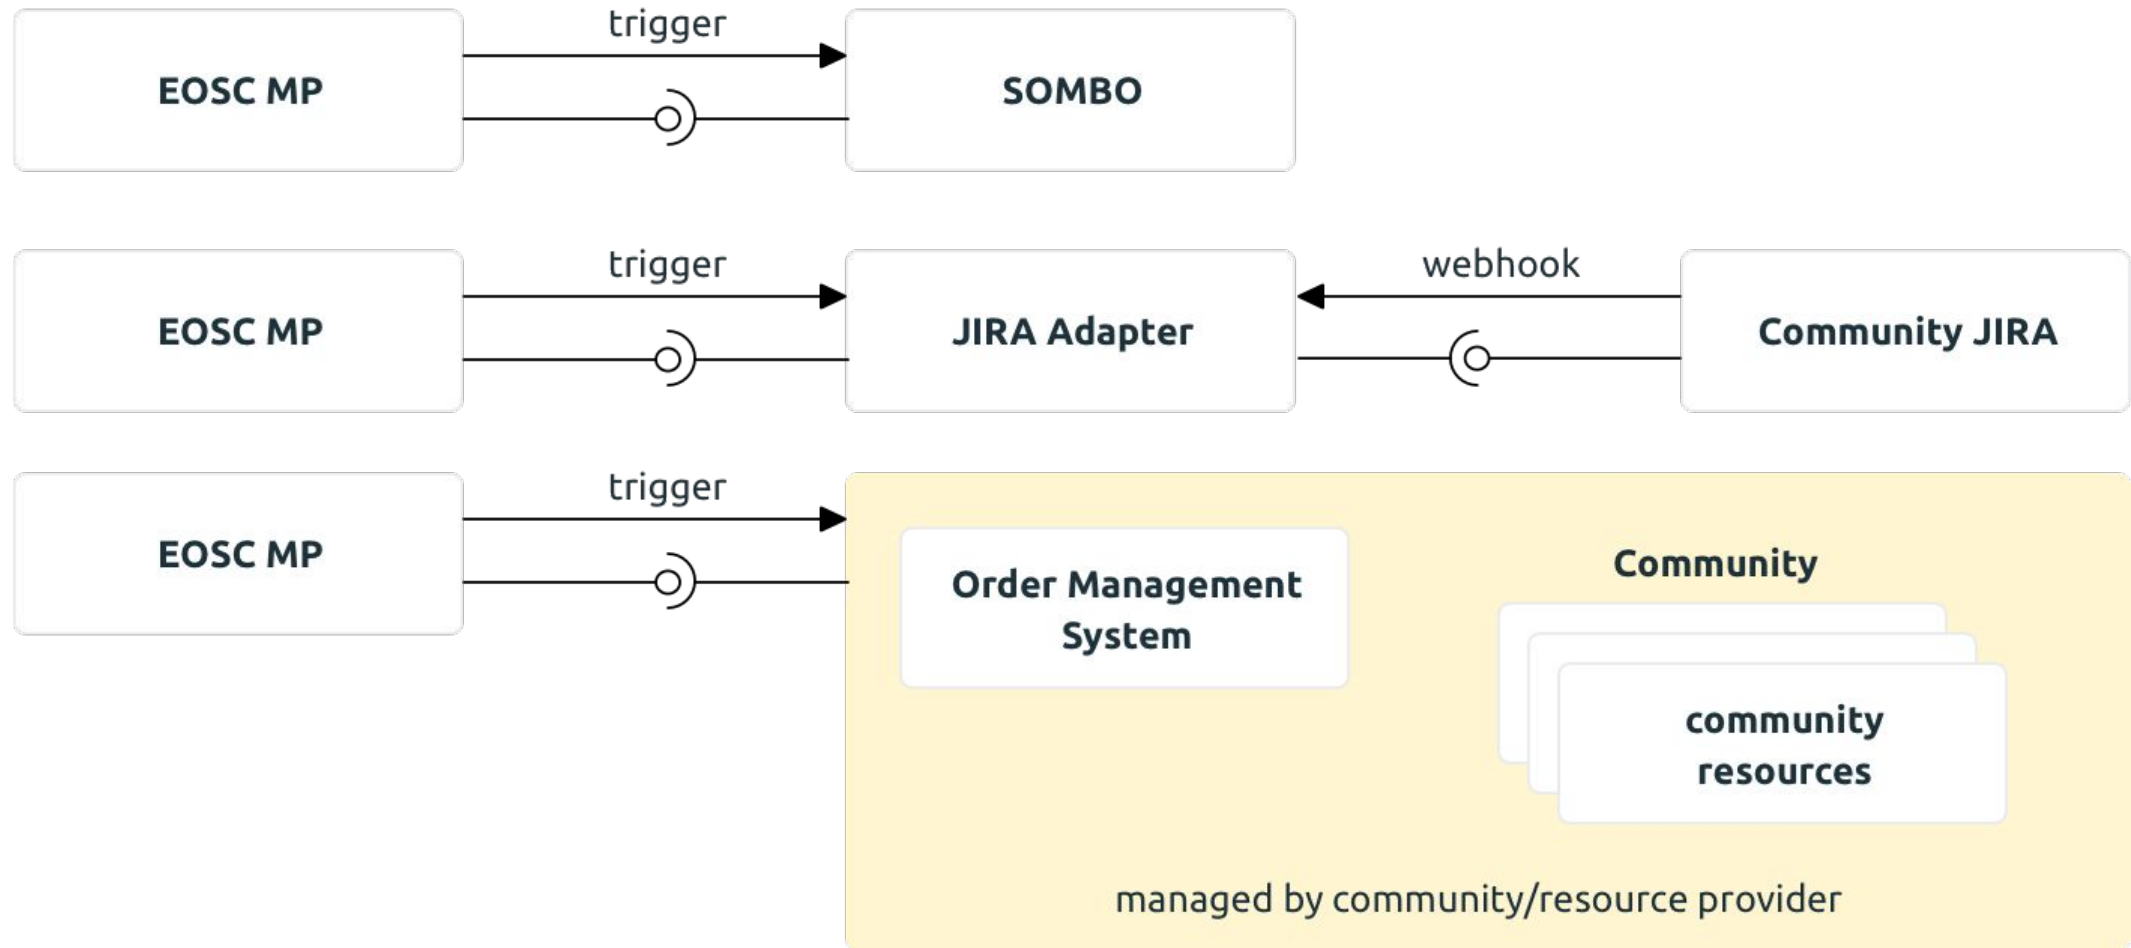 trigger
EOSC MP
SOMBO
trigger
webhook
EOSC MP
JIRA Adapter
Community JIRA
trigger
EOSC MP
Order Management
System
Community
community
resources
managed by community/resource provider